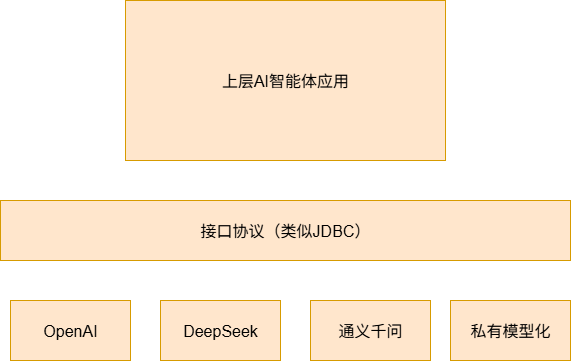 上层AI智能体应用
接口协议（类似JDBC）
OpenAI
DeepSeek
通义千问
私有模型化